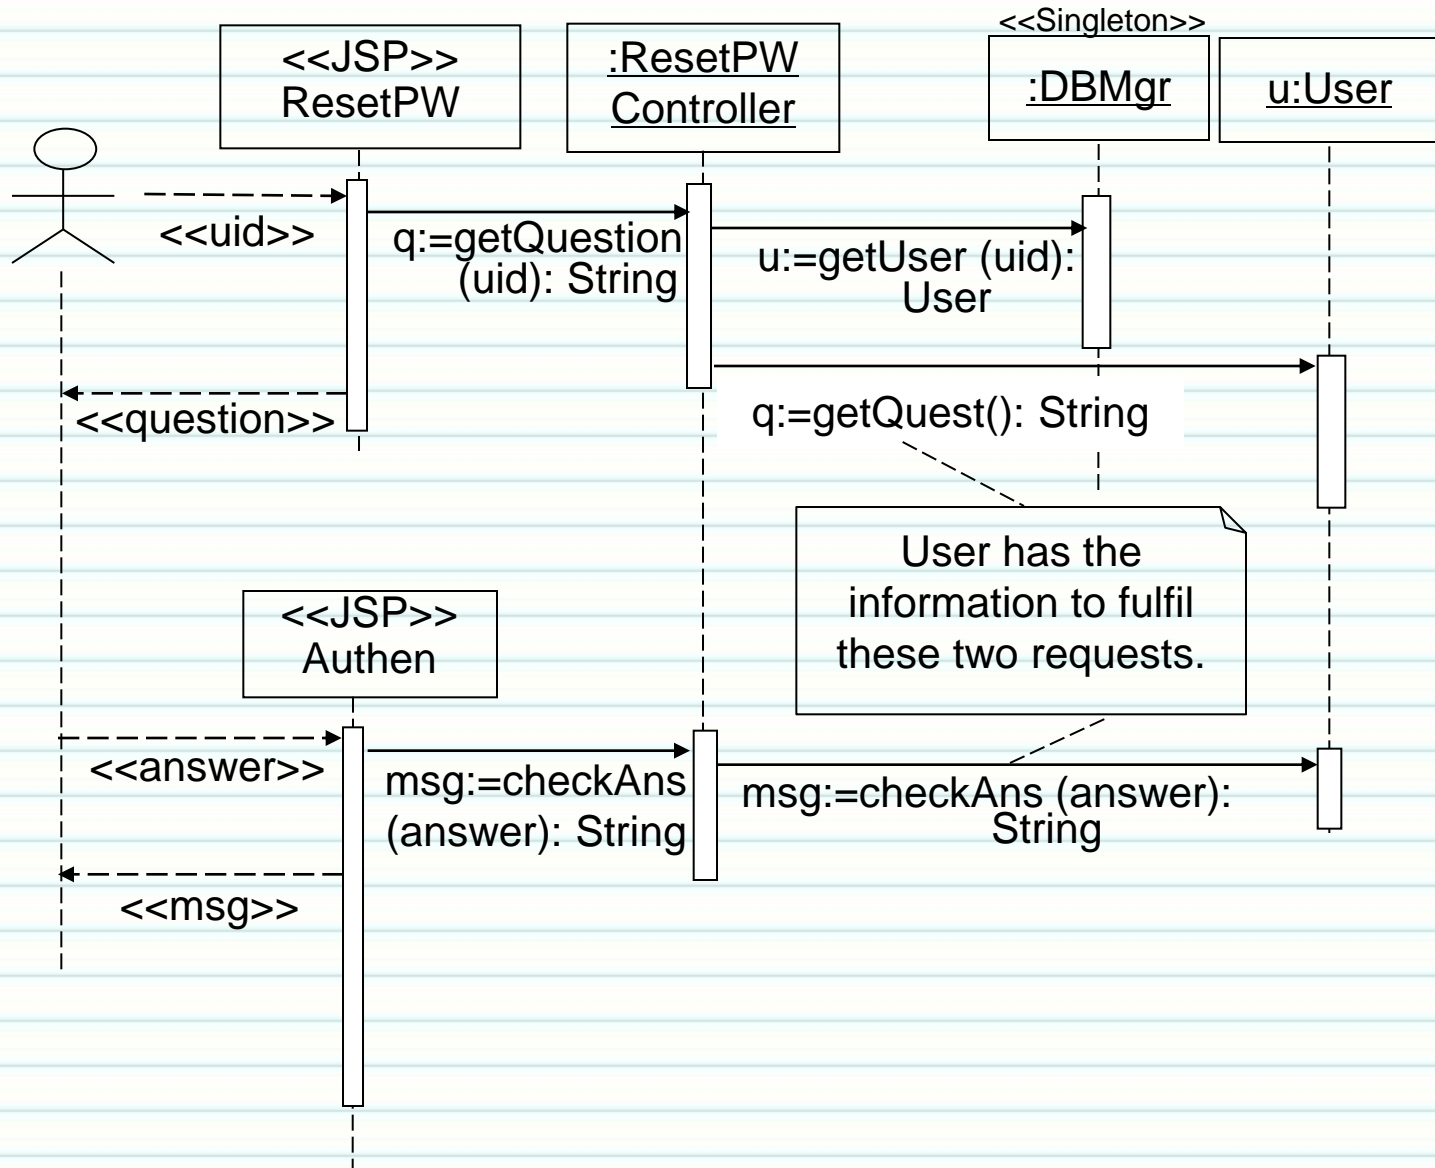 <<Singleton>>
<<JSP>>
ResetPW
:ResetPW
Controller
:DBMgr
u:User
<<uid>>
q:=getQuestion
(uid): String
u:=getUser (uid):
User
<<question>>
q:=getQuest(): String
User has the
information to fulfil
these two requests.
<<JSP>>
Authen
<<answer>>
msg:=checkAns
(answer): String
msg:=checkAns (answer):
String
<<msg>>